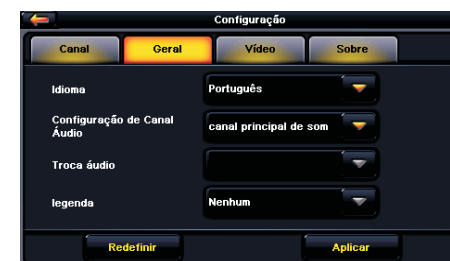 Configuração
Canal Geral Vídeo Sobre
Idioma Português
Configuração de Canal
Áudio canal principal de som
Troca áudio
legenda Nenhum
Redefinir Aplicar